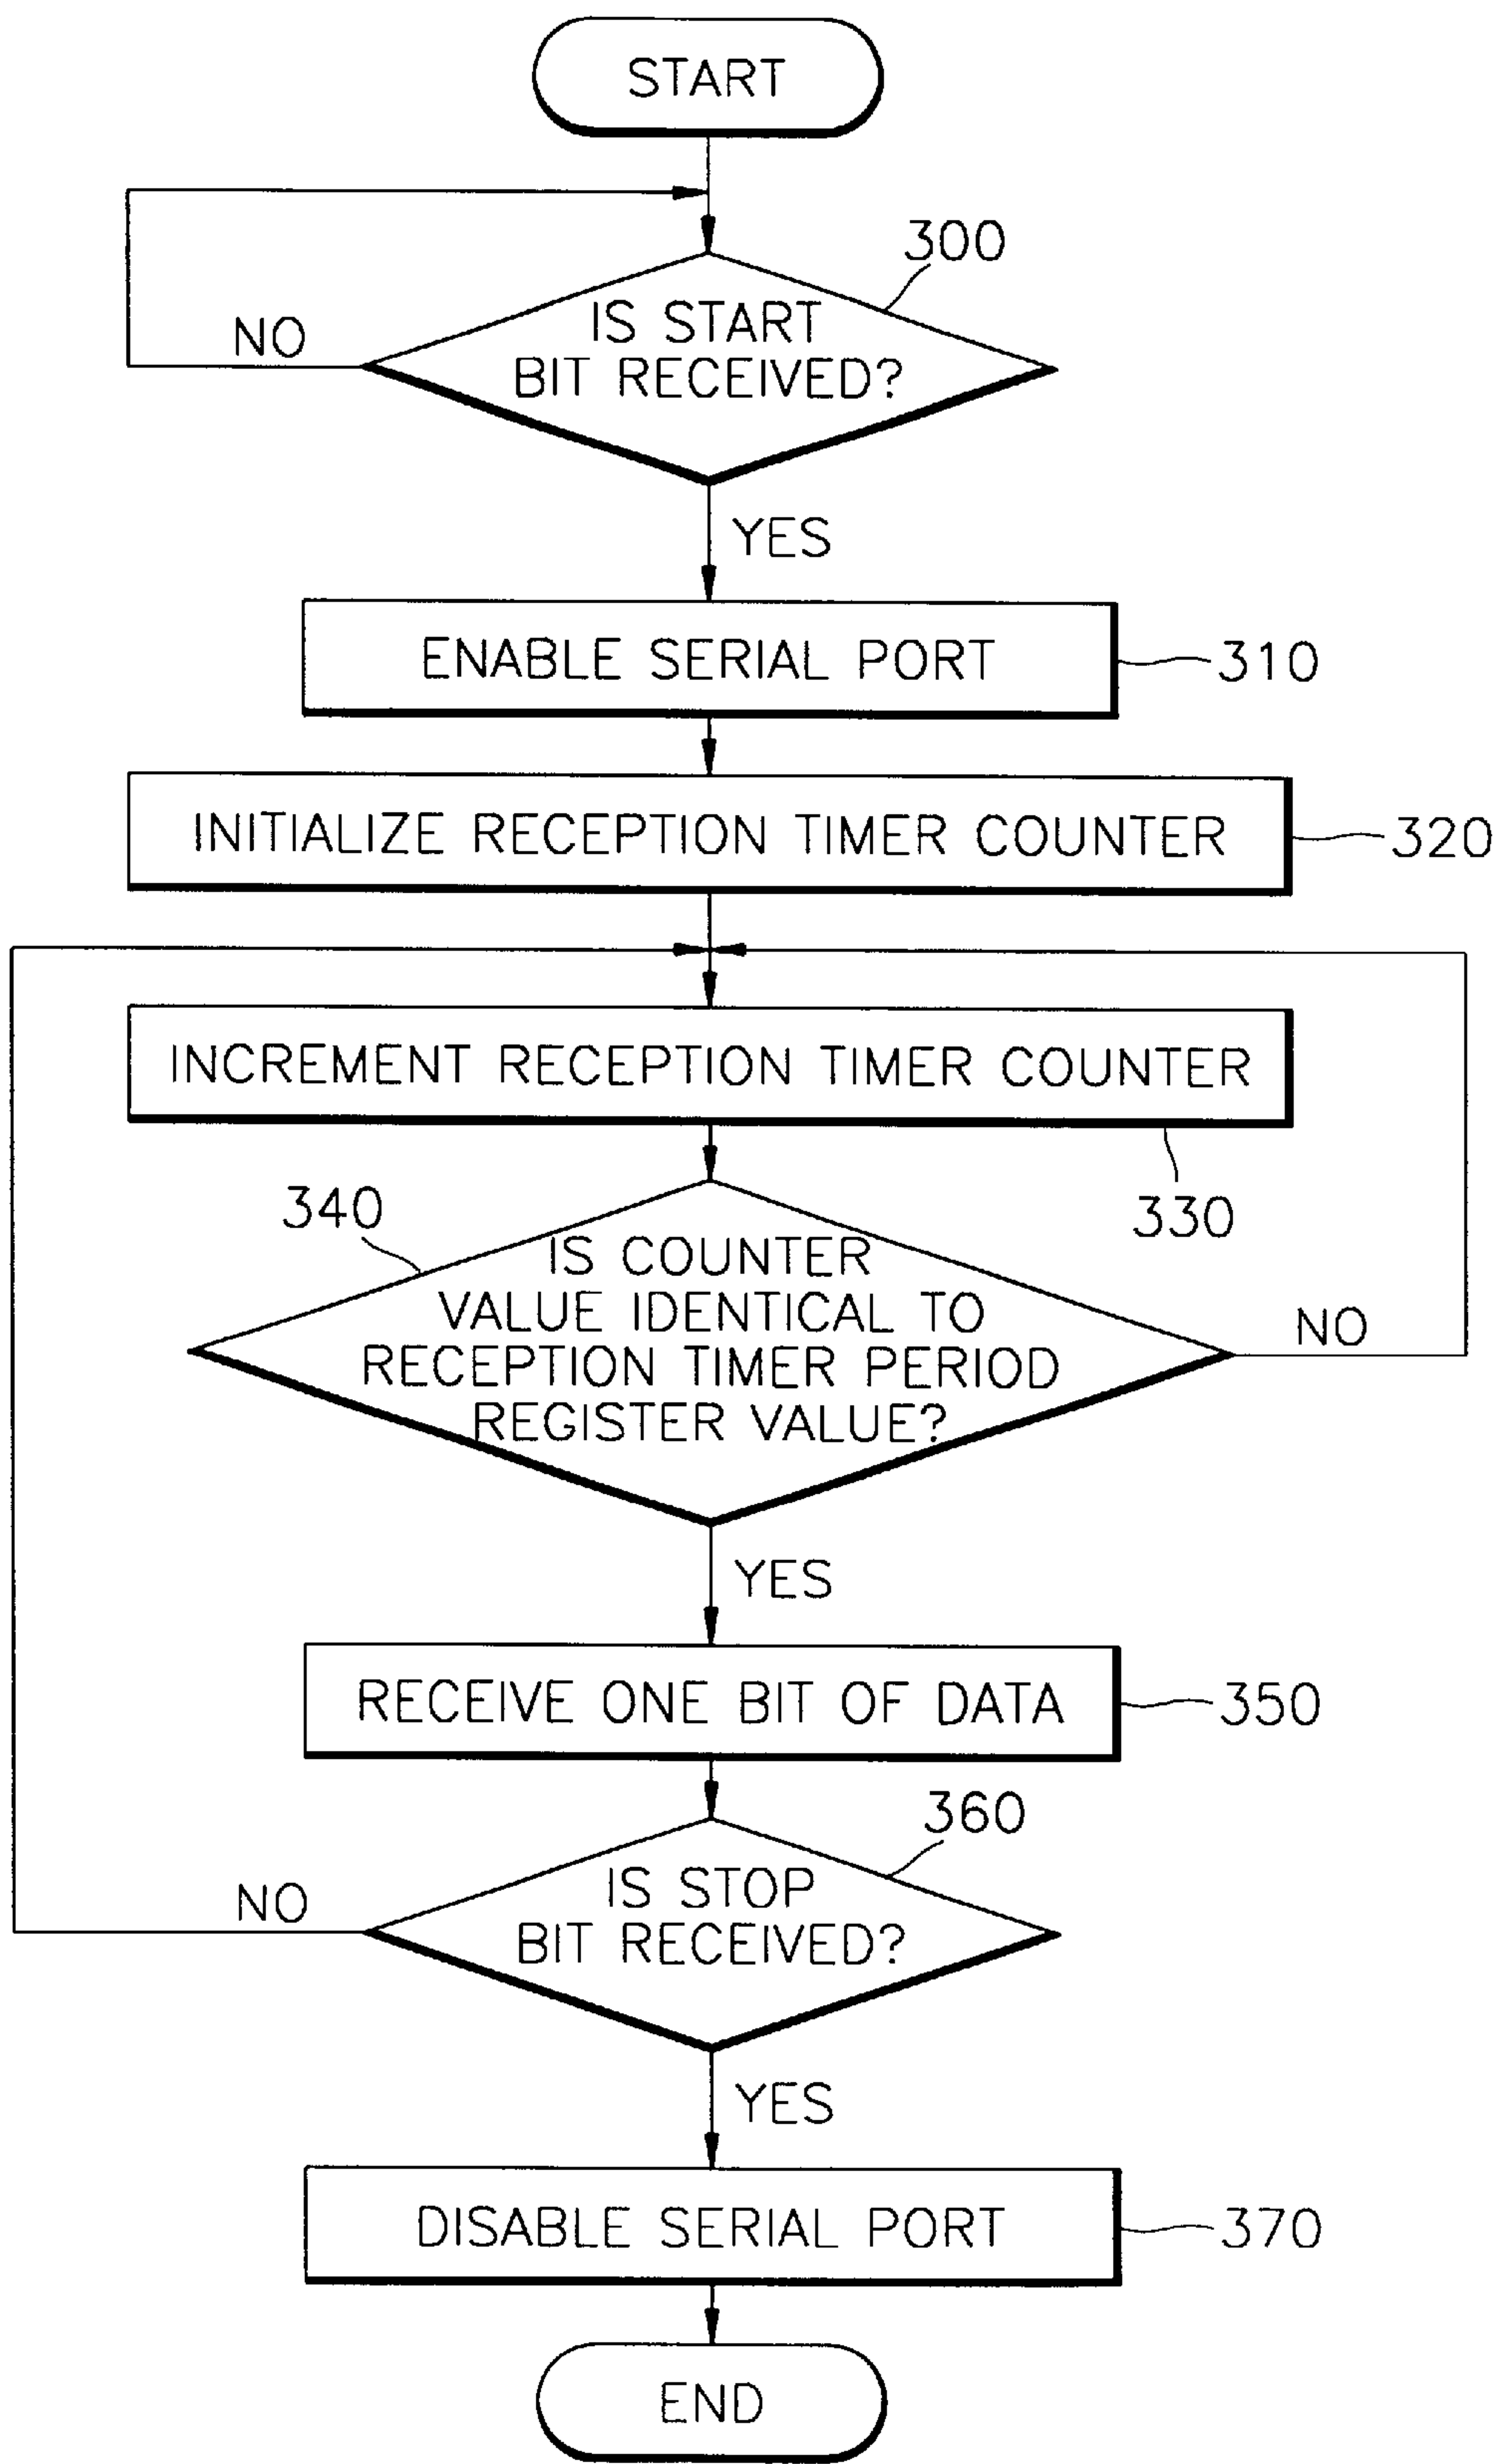 START
300
IS START
BIT RECEIVED?
NO
YES
ENABLE SERIAL PORT
310
INITIALIZE RECEPTION TIMER COUNTER
320
INCREMENT RECEPTION TIMER COUNTER
330
340
IS COUNTER
VALUE IDENTICAL TO
RECEPTION TIMER PERIOD
REGISTER VALUE?
NO
YES
RECEIVE ONE BIT OF DATA
350
360
IS STOP
BIT RECEIVED?
NO
YES
DISABLE SERIAL PORT
370
END